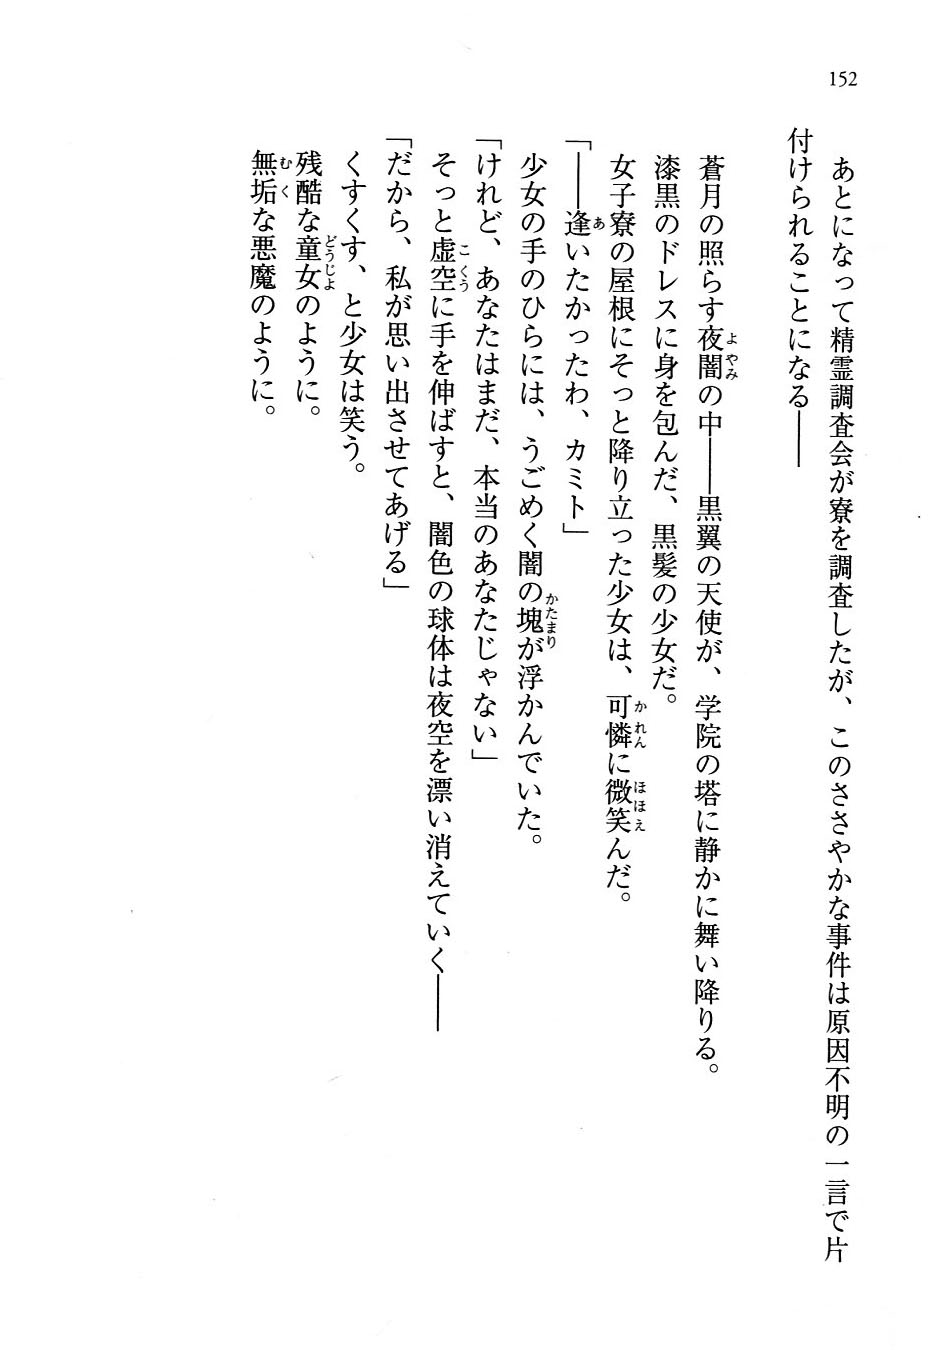 152
あとになって精霊調査会が寮を調査したが、このささやかな事件は原因不明の一言で片
付けられることになる――
蒼月の照らす夜闇の中――黒翼の天使が、学院の塔に静かに舞い降りる。
漆黒のドレスに身を包んだ、黒髪の少女だ。
女子寮の屋根にそっと降り立った少女は、可憐に微笑んだ。
「――逢いたかったわ、カミト」
少女の手のひらには、うごめく闇の塊が浮かんでいた。
「けれど、あなたはまだ、本当のあなたじゃない」
そっと虚空に手を伸ばすと、闇色の球体は夜空を漂い消えていく――
「だから、私が思い出させてあげる」
くすくす、と少女は笑う。
残酷な童女のように。
無垢な悪魔のように。